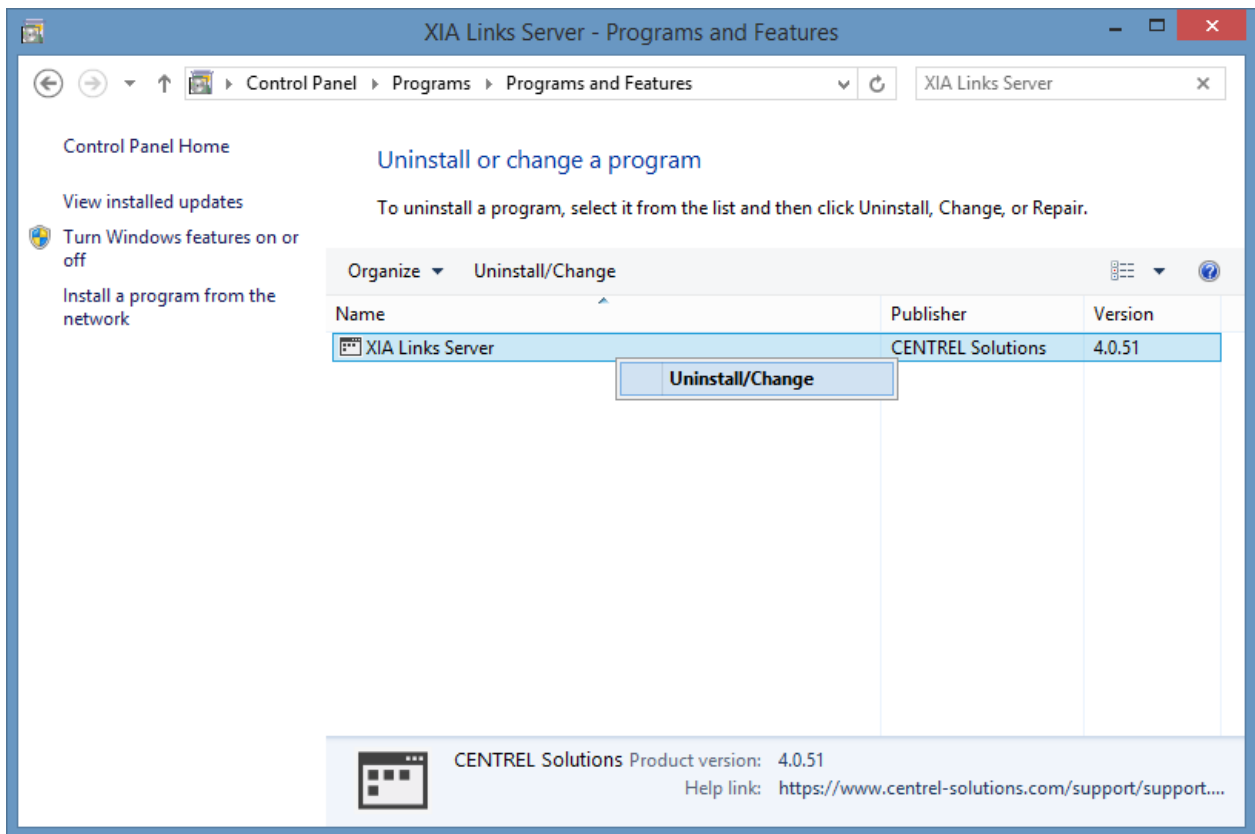 XIA Links Server - Programs and Features
Control Panel Programs Programs and Features
XIA Links Server
Control Panel Home
View installed updates
Turn Windows features on or
off
Install a program from the
network
Uninstall or change a program
To uninstall a program, select it from the list and then click Uninstall, Change, or Repair.
Organize Uninstall/Change
Name Publisher Version
XIA Links Server CENTREL Solutions 4.0.51
Uninstall/Change
CENTREL Solutions Product version: 4.0.51
Help link: https://www.centrel-solutions.com/support/support....